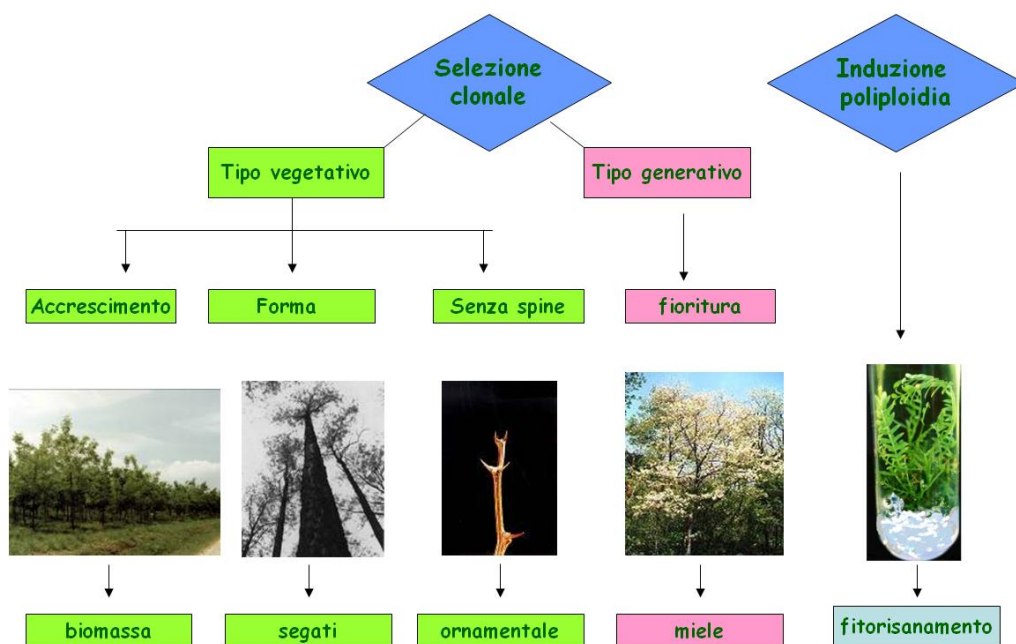 Selezione
clonale
Induzione
poliploidia
Tipo vegetativo
Tipo generativo
Accrescimento
Forma
Senza spine
fioritura
biomassa
segati
ornamentale
miele
fitorisanamento